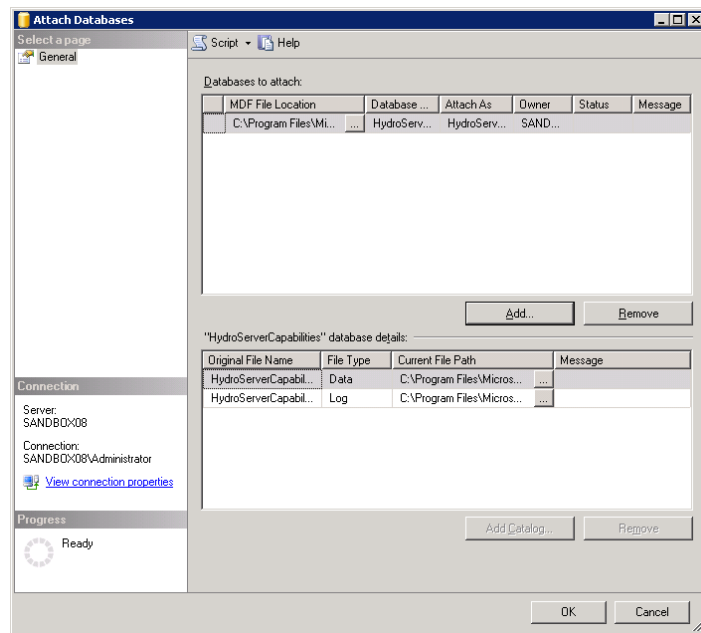 Attach Databases
Select a page
General
Script Help
Databases to attach:
MDF File Location Database ... Attach As Owner Status Message
C:\Program Files\Mi... ... HydroServ... HydroServ... SAND...
Add... Remove
"HydroServerCapabilities" database details:
Original File Name File Type Current File Path Message
HydroServerCapabil... Data C:\Program Files\Micros... ...
HydroServerCapabil... Log C:\Program Files\Micros... ...
Add Catalog... Remove
Connection
Server:
SANDBOX08
Connection:
SANDBOX08\Administrator
View connection properties
Progress
Ready
OK Cancel